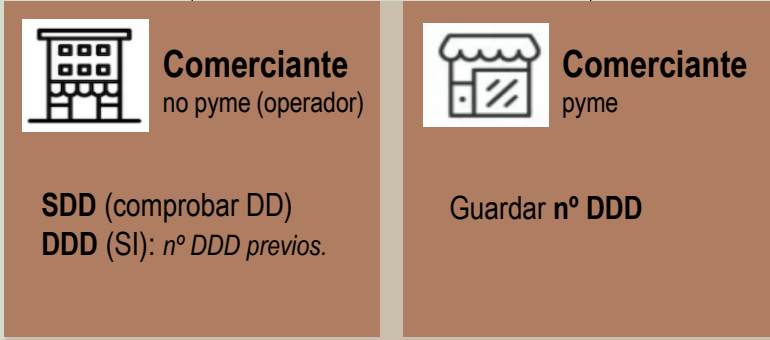 Comerciante
no pyme (operador)
SDD (comprobar DD)
DDD (SI): nº DDD previos.
Comerciante
pyme
Guardar nº DDD